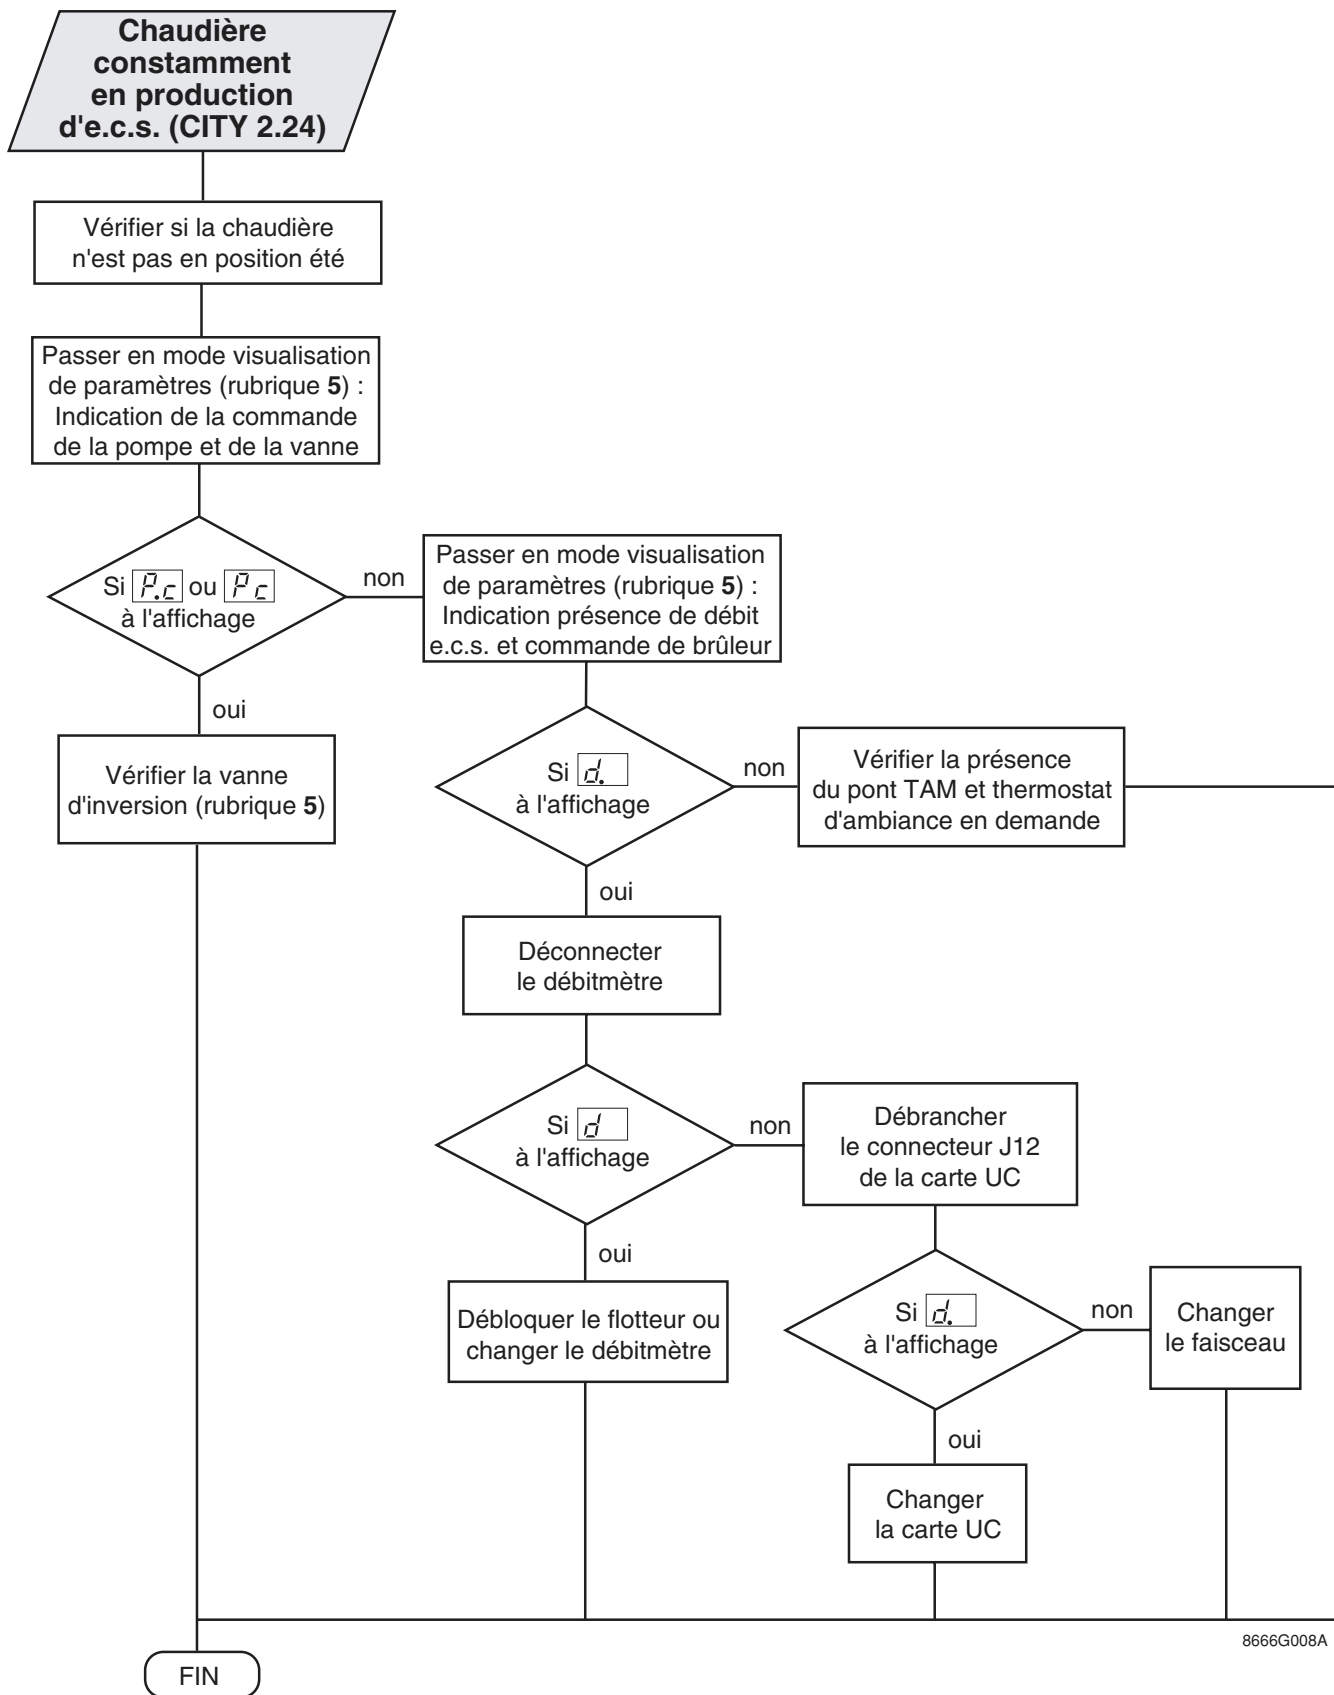 Chaudière
constamment
en production
d'e.c.s. (CITY 2.24)
Vérifier si la chaudière
n'est pas en position été
Passer en mode visualisation
de paramètres (rubrique 5) :
Indication de la commande
de la pompe et de la vanne
Si P.c ou P c
à l'affichage
non
oui
Vérifier la vanne
d'inversion (rubrique 5)
Passer en mode visualisation
de paramètres (rubrique 5) :
Indication présence de débit
e.c.s. et commande de brûleur
Si d.
à l'affichage
non
Vérifier la présence
du pont TAM et thermostat
d'ambiance en demande
oui
Déconnecter
le débitmètre
Si d
à l'affichage
non
Débrancher
le connecteur J12
de la carte UC
oui
Débloquer le flotteur ou
changer le débitmètre
Si d.
à l'affichage
non
Changer
le faisceau
oui
Changer
la carte UC
8666G008A
FIN